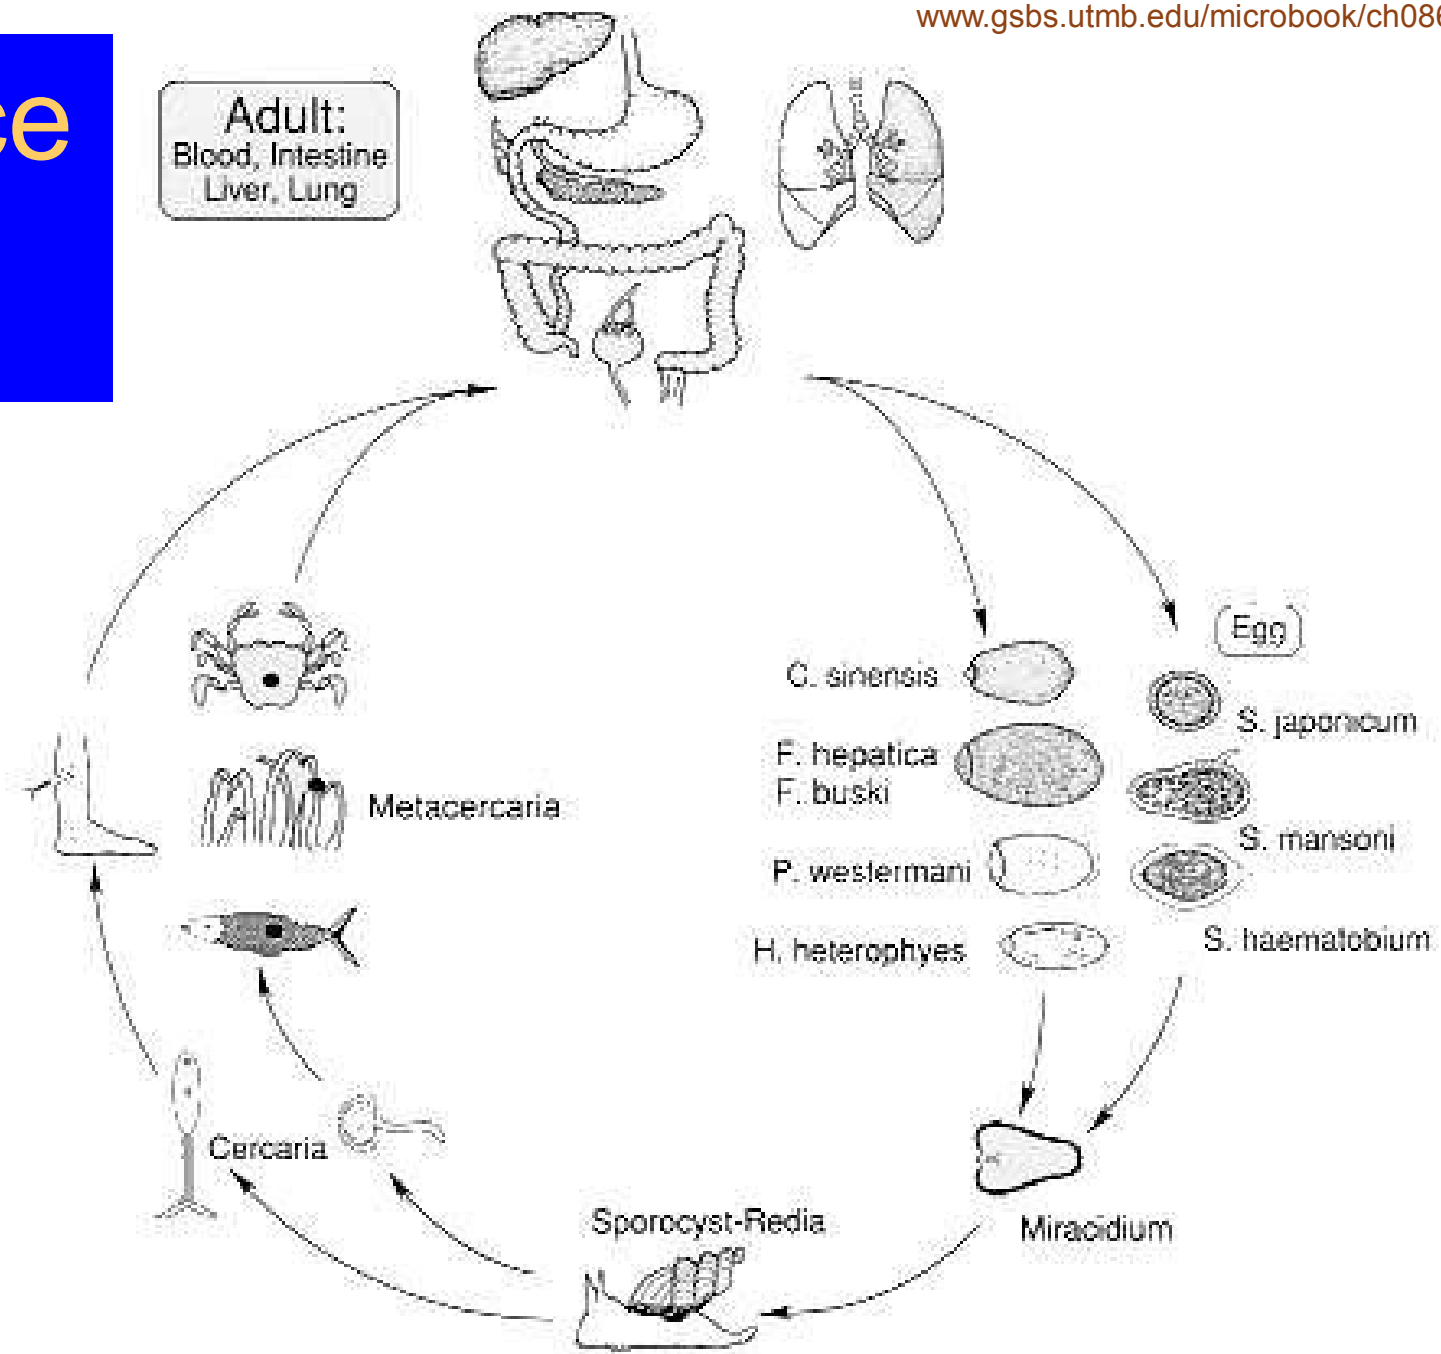 www.gsbs.utmb.edu/microbook/ch08
ce
Adult:
Blood, Intestine
Liver, Lung
Egg
C. sinensis
S. japonicum
F. hepatica
F. buski
Metacercaria
S. mansoni
P. westermani
H. heterophyes
S. haematobium
Cercaria
Sporocyst-Redia
Miracidium